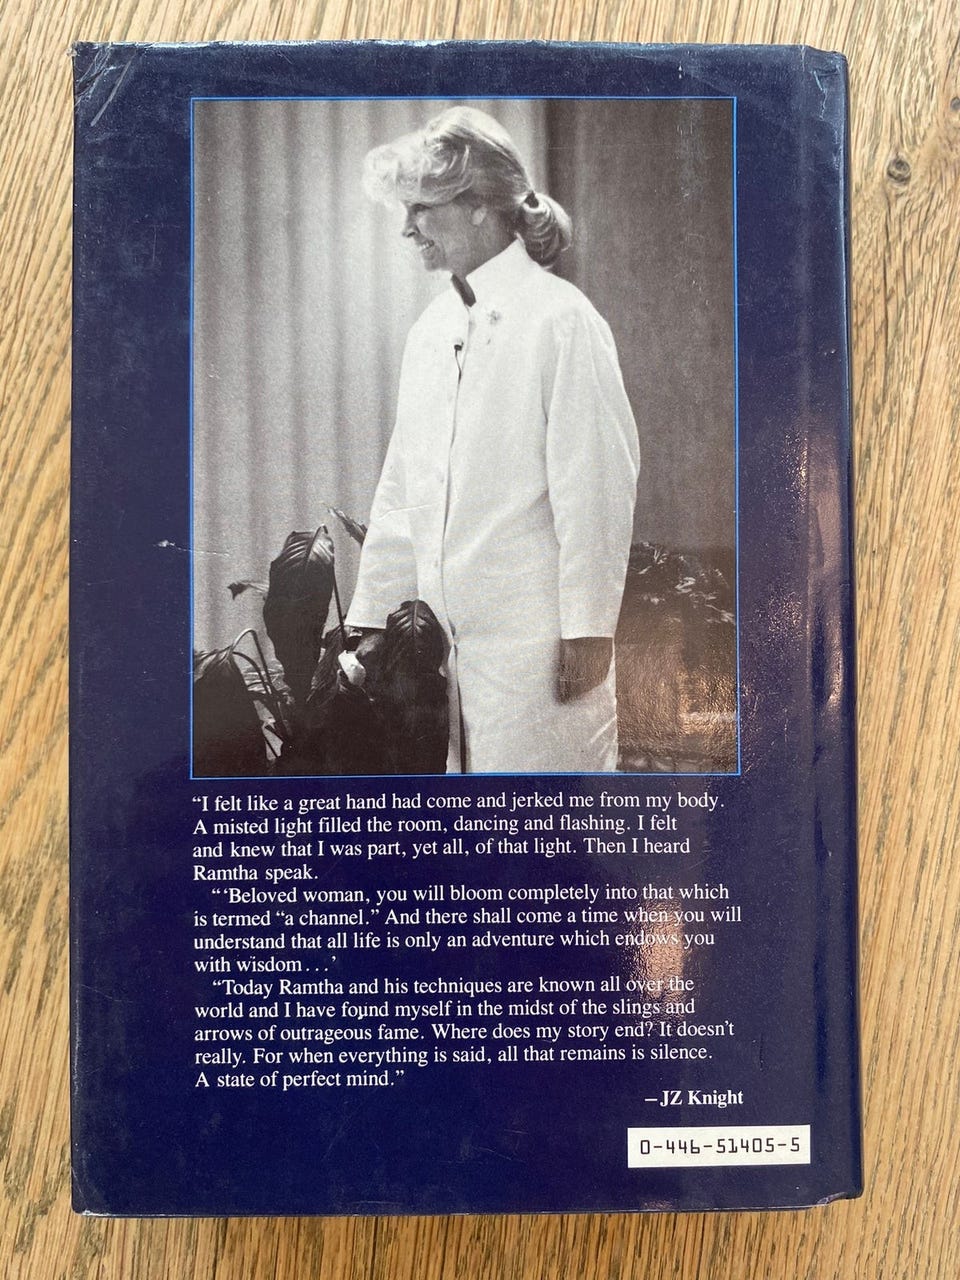 “I felt like a great hand had come and jerked me from my body.
A misted light filled the room, dancing and flashing. I felt
and knew that I was part, yet all, of that light. Then I heard
Ramtha speak.
“‘Beloved woman, you will bloom completely into that which
is termed “a channel.” And there shall come a time when you will
understand that all life is only an adventure which endows you
with wisdom...’
“Today Ramtha and his techniques are known all over the
world and I have found myself in the midst of the slings and
arrows of outrageous fame. Where does my story end? It doesn’t
really. For when everything is said, all that remains is silence.
A state of perfect mind.”
–JZ Knight
0-446-51405-5